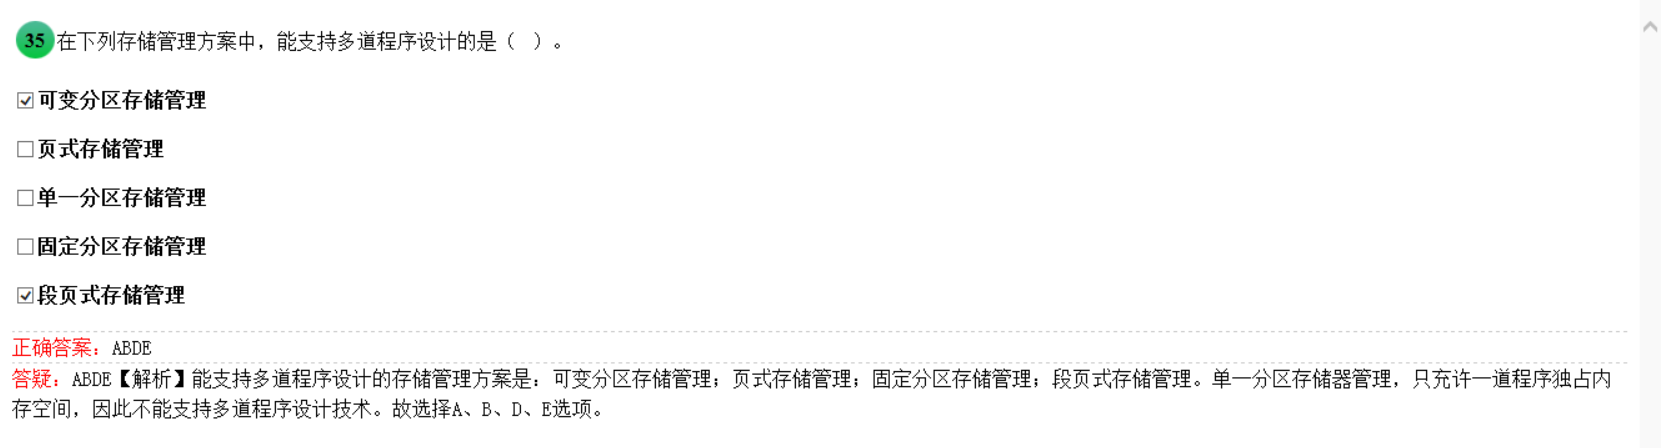 35 在下列存储管理方案中，能支持多道程序设计的是（ ）。
可变分区存储管理
页式存储管理
单一分区存储管理
固定分区存储管理
段页式存储管理
正确答案：ABDE
答疑：ABDE【解析】能支持多道程序设计的存储管理方案是：可变分区存储管理；页式存储管理；固定分区存储管理；段页式存储管理。单一分区存储器管理，只充许一道程序独占内
存空间，因此不能支持多道程序设计技术。故选择A、B、D、E选项。